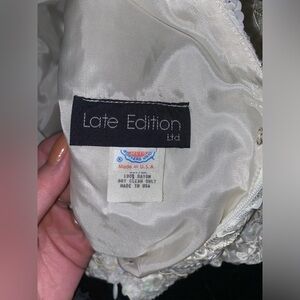 Late Edition
Ltd
Made in U.S.A.
100% RAYON
DRY CLEAN ONLY
MADE IN USA